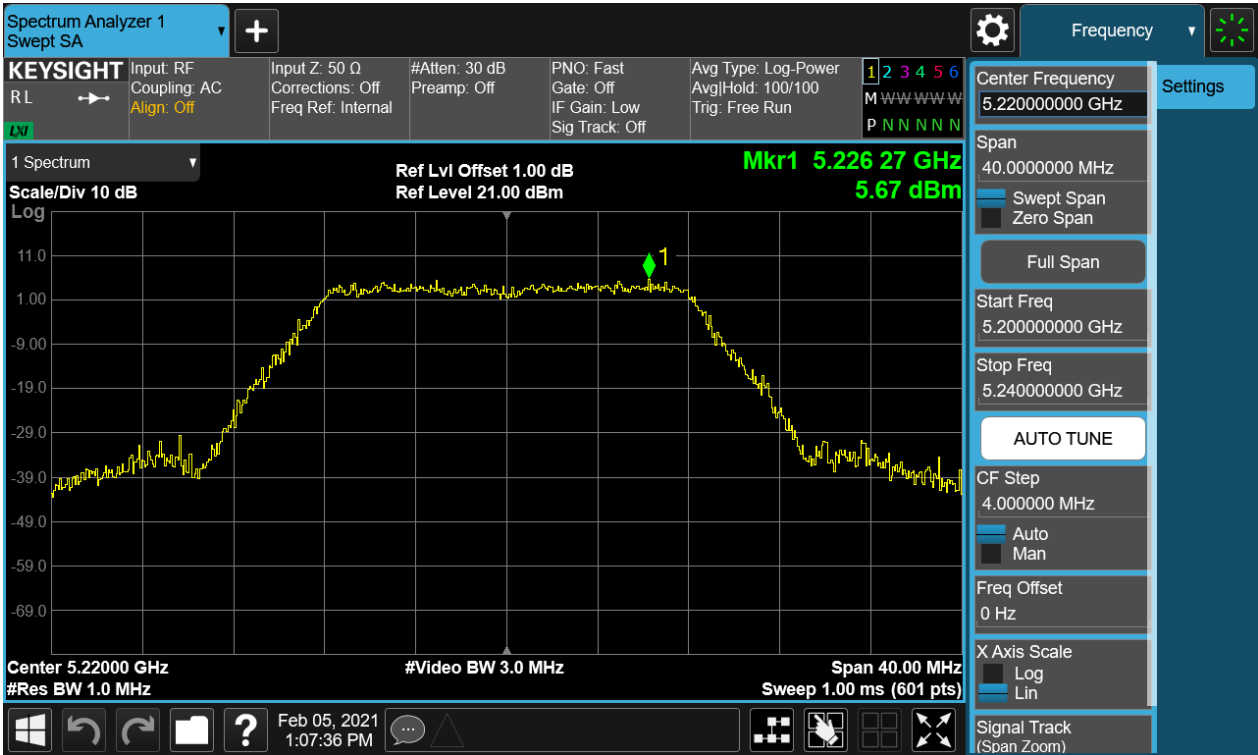 Spectrum Analyzer 1
Swept SA
+
Frequency
KEYSIGHT
R L
LXI
Input: RF
Coupling: AC
Align: Off
Input Z: 50 Ω
Corrections: Off
Freq Ref: Internal
#Atten: 30 dB
Preamp: Off
PNO: Fast
Gate: Off
IF Gain: Low
Sig Track: Off
Avg Type: Log-Power
Avg|Hold: 100/100
Trig: Free Run
1 2 3 4 5 6
M W W W W W
P N N N N N
1 Spectrum
Scale/Div 10 dB
Log
Ref Lvl Offset 1.00 dB
Ref Level 21.00 dBm
Mkr1 5.226 27 GHz
5.67 dBm
1
11.0
1.00
-9.00
-19.0
-29.0
-39.0
-49.0
-59.0
-69.0
Center 5.22000 GHz
#Res BW 1.0 MHz
#Video BW 3.0 MHz
Span 40.00 MHz
Sweep 1.00 ms (601 pts)
Center Frequency
5.220000000 GHz
Settings
Span
40.0000000 MHz
Swept Span
Zero Span
Full Span
Start Freq
5.200000000 GHz
Stop Freq
5.240000000 GHz
AUTO TUNE
CF Step
4.000000 MHz
Auto
Man
Freq Offset
0 Hz
X Axis Scale
Log
Lin
Signal Track
(Span Zoom)
?
Feb 05, 2021
1:07:36 PM